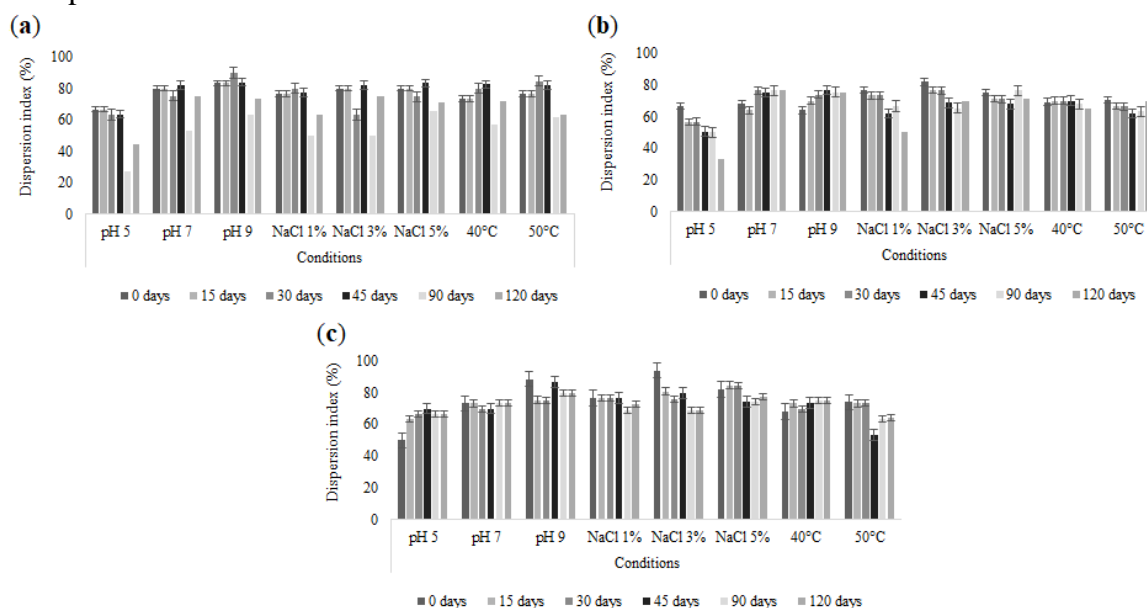 (a)
Dispersion index (%)
100
80
60
40
20
0
pH 5 pH 7 pH 9 NaCl 1% NaCl 3% NaCl 5% 40°C 50°C
Conditions
0 days 15 days 30 days 45 days 90 days 120 days
(b)
Dispersion index (%)
100
80
60
40
20
0
pH 5 pH 7 pH 9 NaCl 1% NaCl 3% NaCl 5% 40°C 50°C
Conditions
0 days 15 days 30 days 45 days 90 days 120 days
(c)
Dispersion index (%)
100
80
60
40
20
0
pH 5 pH 7 pH 9 NaCl 1% NaCl 3% NaCl 5% 40°C 50°C
Conditions
0 days 15 days 30 days 45 days 90 days 120 days